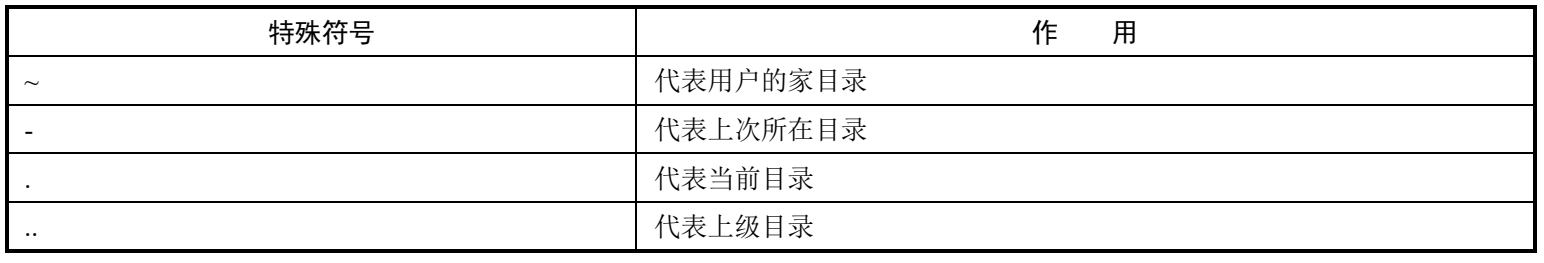 特殊符号 作 用
~ 代表用户的家目录
- 代表上次所在目录
. 代表当前目录
.. 代表上级目录